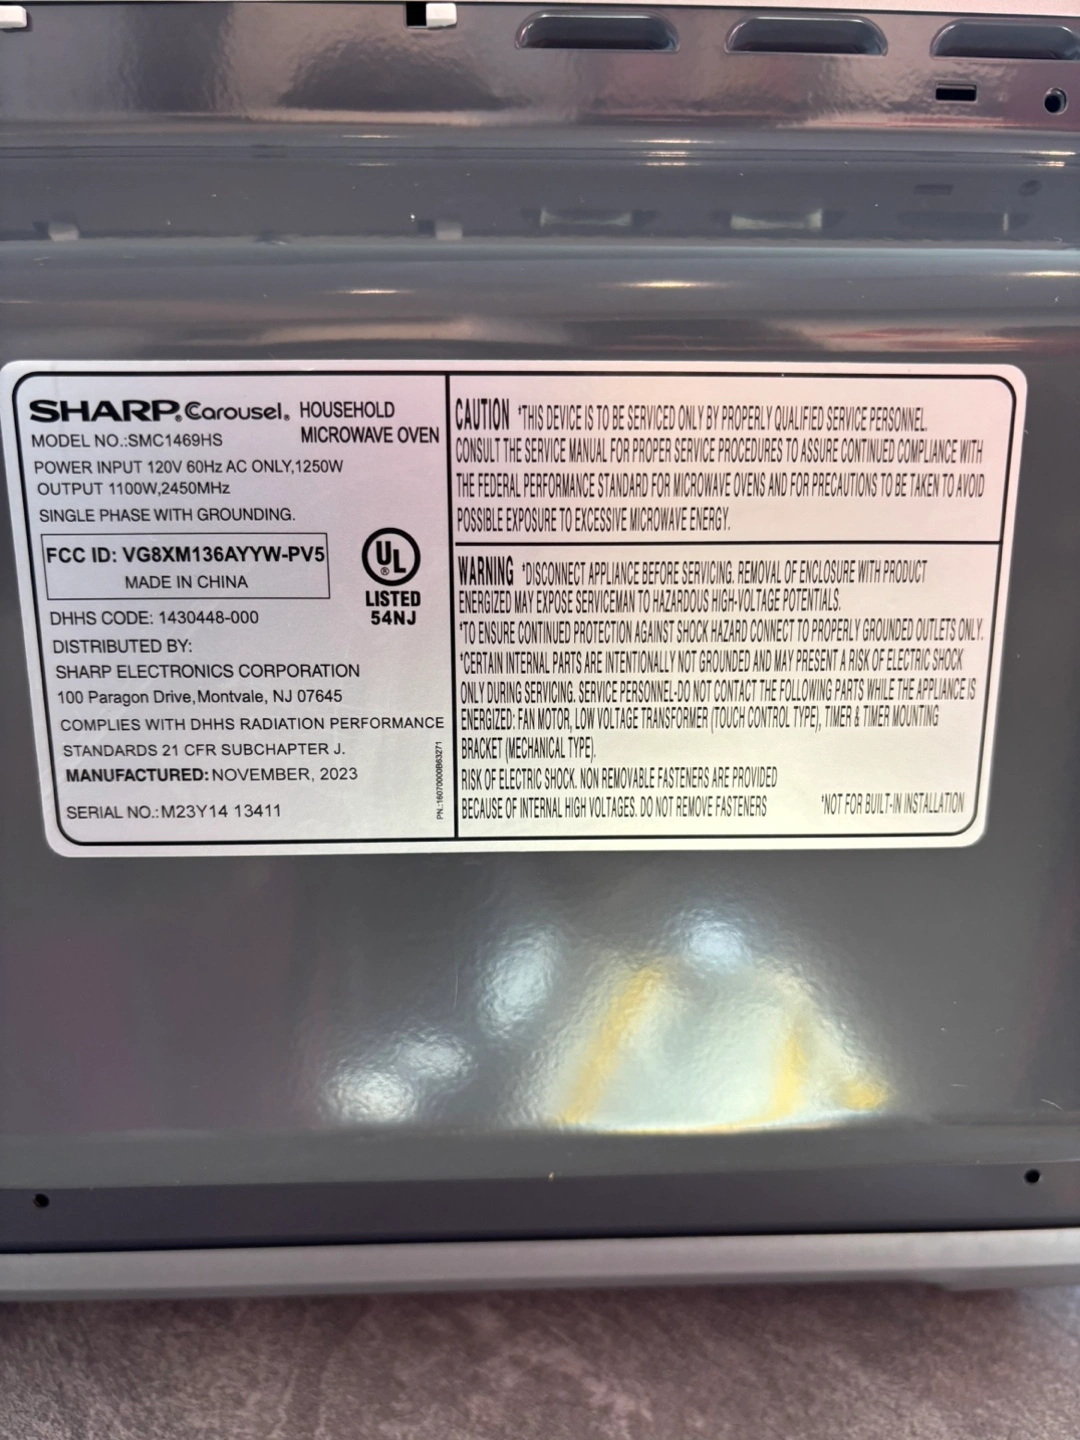 SHARP® Carousel® HOUSEHOLD
MICROWAVE OVEN
MODEL NO.:SMC1469HS
POWER INPUT 120V 60Hz AC ONLY,1250W
OUTPUT 1100W,2450MHz
SINGLE PHASE WITH GROUNDING.
FCC ID: VG8XM136AYYW-PV5
MADE IN CHINA
UL
LISTED
54NJ
DHHS CODE: 1430448-000
DISTRIBUTED BY:
SHARP ELECTRONICS CORPORATION
100 Paragon Drive,Montvale, NJ 07645
COMPLIES WITH DHHS RADIATION PERFORMANCE
STANDARDS 21 CFR SUBCHAPTER J.
MANUFACTURED: NOVEMBER, 2023
SERIAL NO.:M23Y14 13411
PN.:16070000B63271
CAUTION *THIS DEVICE IS TO BE SERVICED ONLY BY PROPERLY QUALIFIED SERVICE PERSONNEL.
CONSULT THE SERVICE MANUAL FOR PROPER SERVICE PROCEDURES TO ASSURE CONTINUED COMPLIANCE WITH
THE FEDERAL PERFORMANCE STANDARD FOR MICROWAVE OVENS AND FOR PRECAUTIONS TO BE TAKEN TO AVOID
POSSIBLE EXPOSURE TO EXCESSIVE MICROWAVE ENERGY.
WARNING *DISCONNECT APPLIANCE BEFORE SERVICING. REMOVAL OF ENCLOSURE WITH PRODUCT
ENERGIZED MAY EXPOSE SERVICEMAN TO HAZARDOUS HIGH-VOLTAGE POTENTIALS.
*TO ENSURE CONTINUED PROTECTION AGAINST SHOCK HAZARD CONNECT TO PROPERLY GROUNDED OUTLETS ONLY.
*CERTAIN INTERNAL PARTS ARE INTENTIONALLY NOT GROUNDED AND MAY PRESENT A RISK OF ELECTRIC SHOCK
ONLY DURING SERVICING. SERVICE PERSONNEL-DO NOT CONTACT THE FOLLOWING PARTS WHILE THE APPLIANCE IS
ENERGIZED: FAN MOTOR, LOW VOLTAGE TRANSFORMER (TOUCH CONTROL TYPE), TIMER & TIMER MOUNTING
BRACKET (MECHANICAL TYPE).
RISK OF ELECTRIC SHOCK. NON REMOVABLE FASTENERS ARE PROVIDED
BECAUSE OF INTERNAL HIGH VOLTAGES. DO NOT REMOVE FASTENERS
*NOT FOR BUILT-IN INSTALLATION